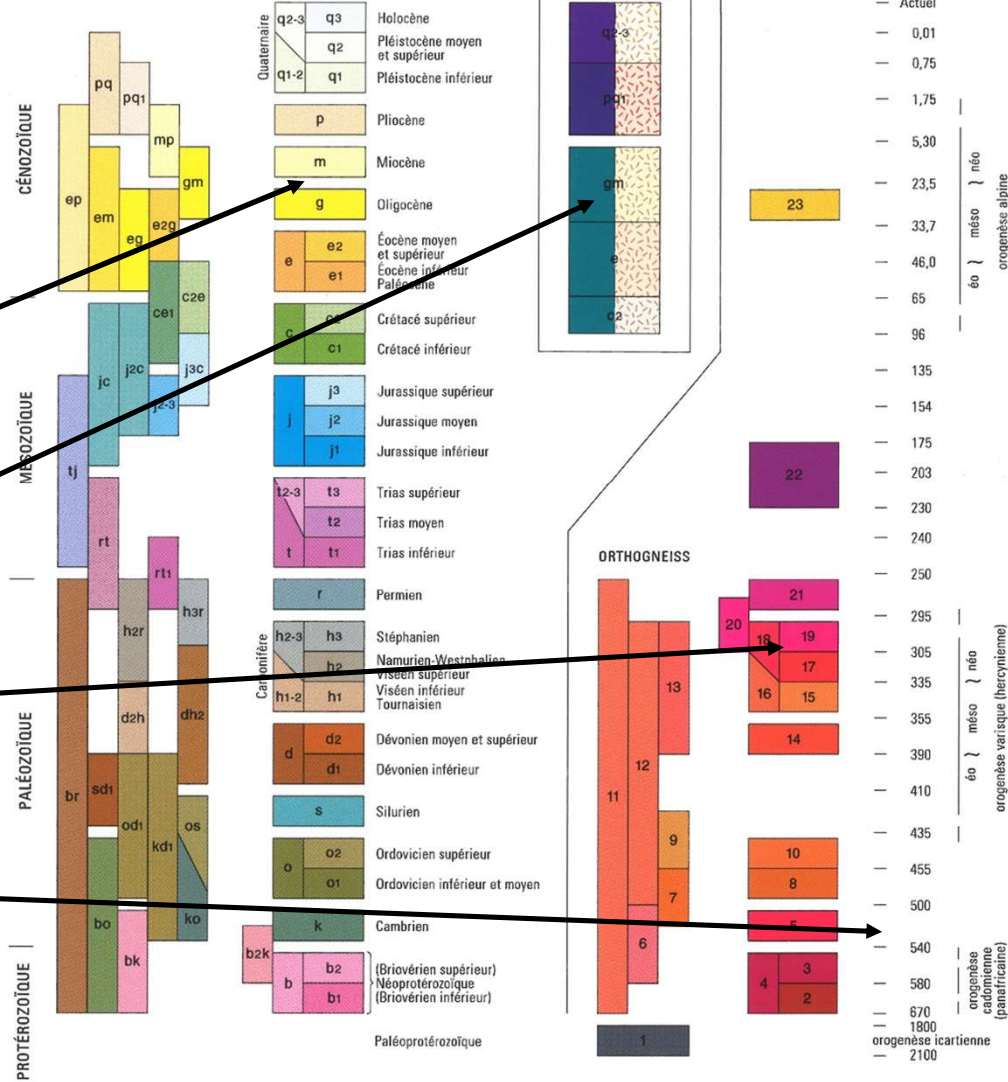 CÉNOZOÏQUE
MÉSOZOÏQUE
PALÉOZOÏQUE
PROTÉROZOÏQUE
pq
pq1
mp
ep
em
gm
eg
e2g
c2e
ce1
jc
j2c
j3c
j2-3
tj
rt
rt1
h2r
h3r
d2h
dh2
br
sd1
od1
kd1
os
bo
ko
bk
b2k
Quaternaire
q2-3
q3
Holocène
q2
Pléistocène moyen
et supérieur
q1-2
q1
Pléistocène inférieur
p
Pliocène
m
Miocène
g
Oligocène
e
e2
Éocène moyen
et supérieur
e1
Éocène inférieur
Paléocène
c
c2
Crétacé supérieur
c1
Crétacé inférieur
j
j3
Jurassique supérieur
j2
Jurassique moyen
j1
Jurassique inférieur
t2-3
t3
Trias supérieur
t2
Trias moyen
t
t1
Trias inférieur
r
Permien
Carbonifère
h2-3
h3
Stéphanien
h2
Namurien-Westphalien
Viséen supérieur
h1-2
h1
Viséen inférieur
Tournaisien
d
d2
Dévonien moyen et supérieur
d1
Dévonien inférieur
s
Silurien
o
o2
Ordovicien supérieur
o1
Ordovicien inférieur et moyen
k
Cambrien
b
b2
(Briovérien supérieur)
Néoprotérozoïque
b1
(Briovérien inférieur)
Paléoprotérozoïque
q2-3
pq1
gm
e
c2
ORTHOGNEISS
11
12
13
9
7
6
1
23
22
21
20
18
19
17
16
15
14
10
8
5
4
3
2
Actuel
0,01
0,75
1,75
5,30
23,5
33,7
46,0
65
96
135
154
175
203
230
240
250
295
305
335
355
390
410
435
455
500
540
580
670
1800
orogenèse icartienne
2100
éo ~ méso ~ néo
orogenèse alpine
éo ~ méso ~ néo
orogenèse varisque (hercynienne)
orogenèse
cadomienne
(panafricaine)